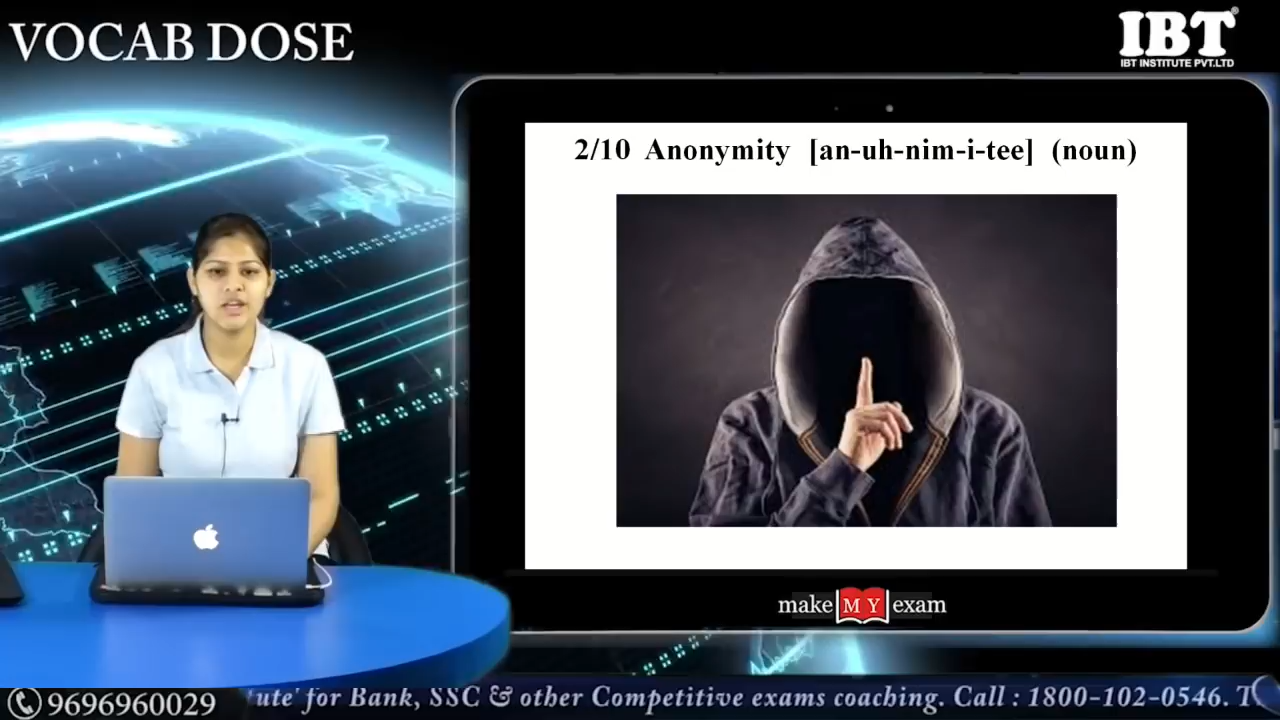 VOCAB DOSE
IBT®
IBT INSTITUTE PVT.LTD
2/10 Anonymity [an-uh-nim-i-tee] (noun)
make MY exam
9696960029
tute' for Bank, SSC & other Competitive exams coaching. Call : 1800-102-0546. T